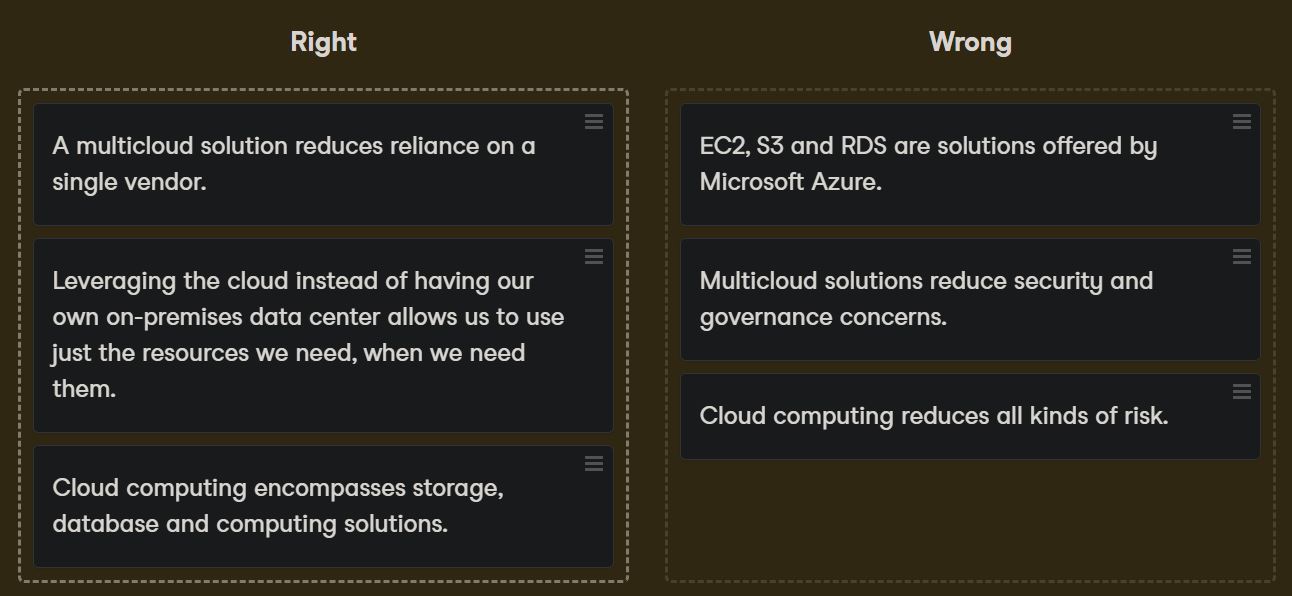 Right
A multicloud solution reduces reliance on a
single vendor.
Leveraging the cloud instead of having our
own on-premises data center allows us to use
just the resources we need, when we need
them.
Cloud computing encompasses storage,
database and computing solutions.
Wrong
EC2, S3 and RDS are solutions offered by
Microsoft Azure.
Multicloud solutions reduce security and
governance concerns.
Cloud computing reduces all kinds of risk.